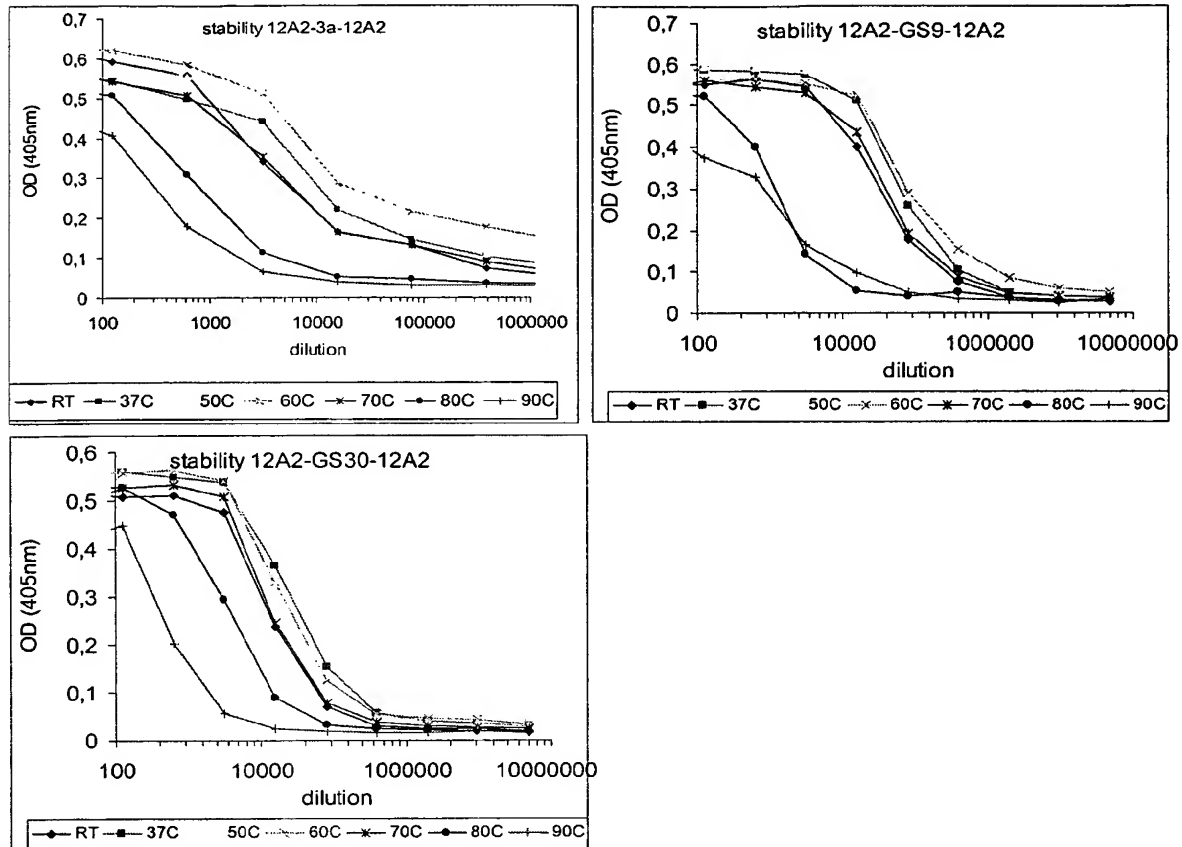 stability 12A2-3a-12A2
0,7
0,6
0,5
0,4
0,3
0,2
0,1
0
OD (405nm)
100 1000 10000 100000 1000000
dilution
RT 37C 50C 60C 70C 80C 90C
stability 12A2-GS9-12A2
0,7
0,6
0,5
0,4
0,3
0,2
0,1
0
OD (405nm)
100 10000 1000000 10000000
dilution
RT 37C 50C 60C 70C 80C 90C
stability 12A2-GS30-12A2
0,6
0,5
0,4
0,3
0,2
0,1
0
OD (405nm)
100 10000 1000000 10000000
dilution
RT 37C 50C 60C 70C 80C 90C